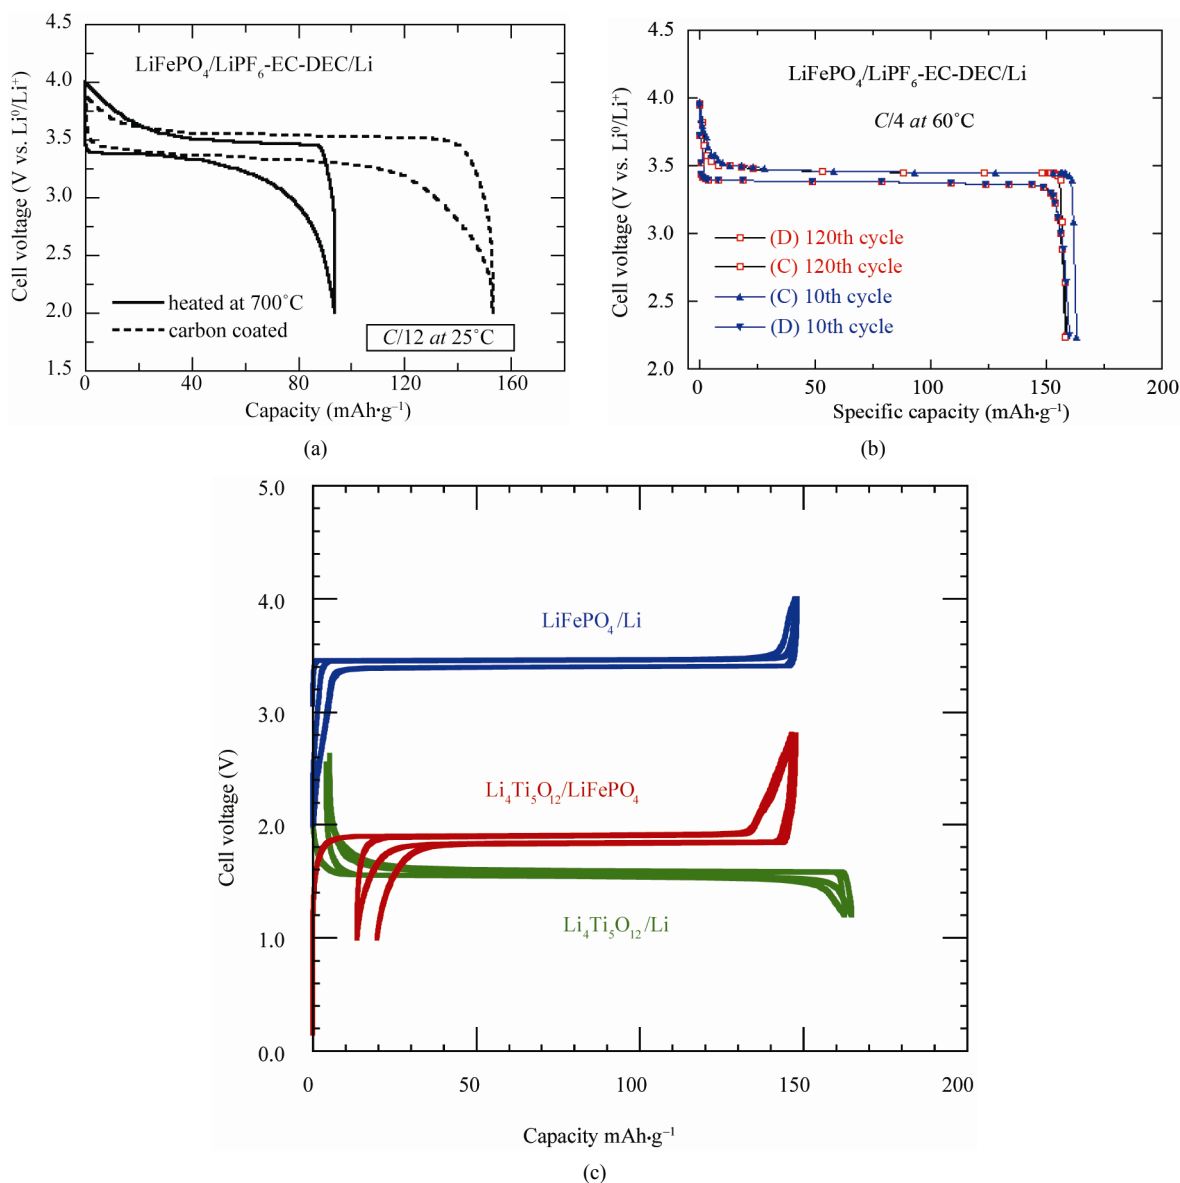 4.5
4.0
3.5
3.0
2.5
2.0
1.5
Cell voltage (V vs. Li⁰/Li⁺)
LiFePO₄/LiPF₆-EC-DEC/Li
heated at 700˚C
carbon coated
C/12 at 25˚C
0 40 80 120 160
Capacity (mAh·g⁻¹)
(a)
4.5
4.0
3.5
3.0
2.5
2.0
Cell voltage (V vs. Li⁰/Li⁺)
LiFePO₄/LiPF₆-EC-DEC/Li
C/4 at 60˚C
(D) 120th cycle
(C) 120th cycle
(C) 10th cycle
(D) 10th cycle
0 50 100 150 200
Specific capacity (mAh·g⁻¹)
(b)
5.0
4.0
3.0
2.0
1.0
0.0
Cell voltage (V)
LiFePO₄/Li
Li₄Ti₅O₁₂/LiFePO₄
Li₄Ti₅O₁₂/Li
0 50 100 150 200
Capacity mAh·g⁻¹
(c)